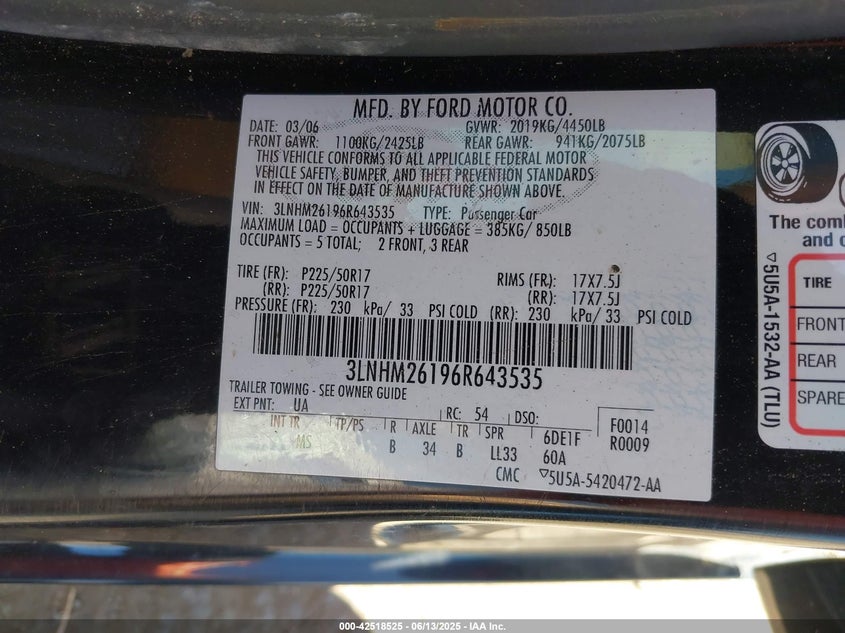 MFD. BY FORD MOTOR CO.
DATE: 03/06 GVWR: 2019KG/4450LB
FRONT GAWR: 1100KG/2425LB REAR GAWR: 941KG/2075LB
THIS VEHICLE CONFORMS TO ALL APPLICABLE FEDERAL MOTOR
VEHICLE SAFETY, BUMPER, AND THEFT PREVENTION STANDARDS
IN EFFECT ON THE DATE OF MANUFACTURE SHOWN ABOVE.
VIN: 3LNHM26196R643535 TYPE: Passenger Car
MAXIMUM LOAD = OCCUPANTS + LUGGAGE = 385KG/ 850LB
OCCUPANTS = 5 TOTAL; 2 FRONT, 3 REAR
TIRE (FR): P225/50R17 RIMS (FR): 17X7.5J
(RR): P225/50R17 (RR): 17X7.5J
PRESSURE (FR): 230 kPa/ 33 PSI COLD (RR): 230 kPa/ 33 PSI COLD
3LNHM26196R643535
TRAILER TOWING - SEE OWNER GUIDE
EXT PNT: UA RC: 54 DSO:
INT TR TP/PS R AXLE TR SPR 6DE1F F0014
MS B 34 B LL33 60A R0009
CMC ▽5U5A-5420472-AA
The comb
and c
TIRE
FRONT
REAR
SPARE
▽5U5A-1532-AA (TLU)
000-42518525 - 06/13/2025 - IAA Inc.